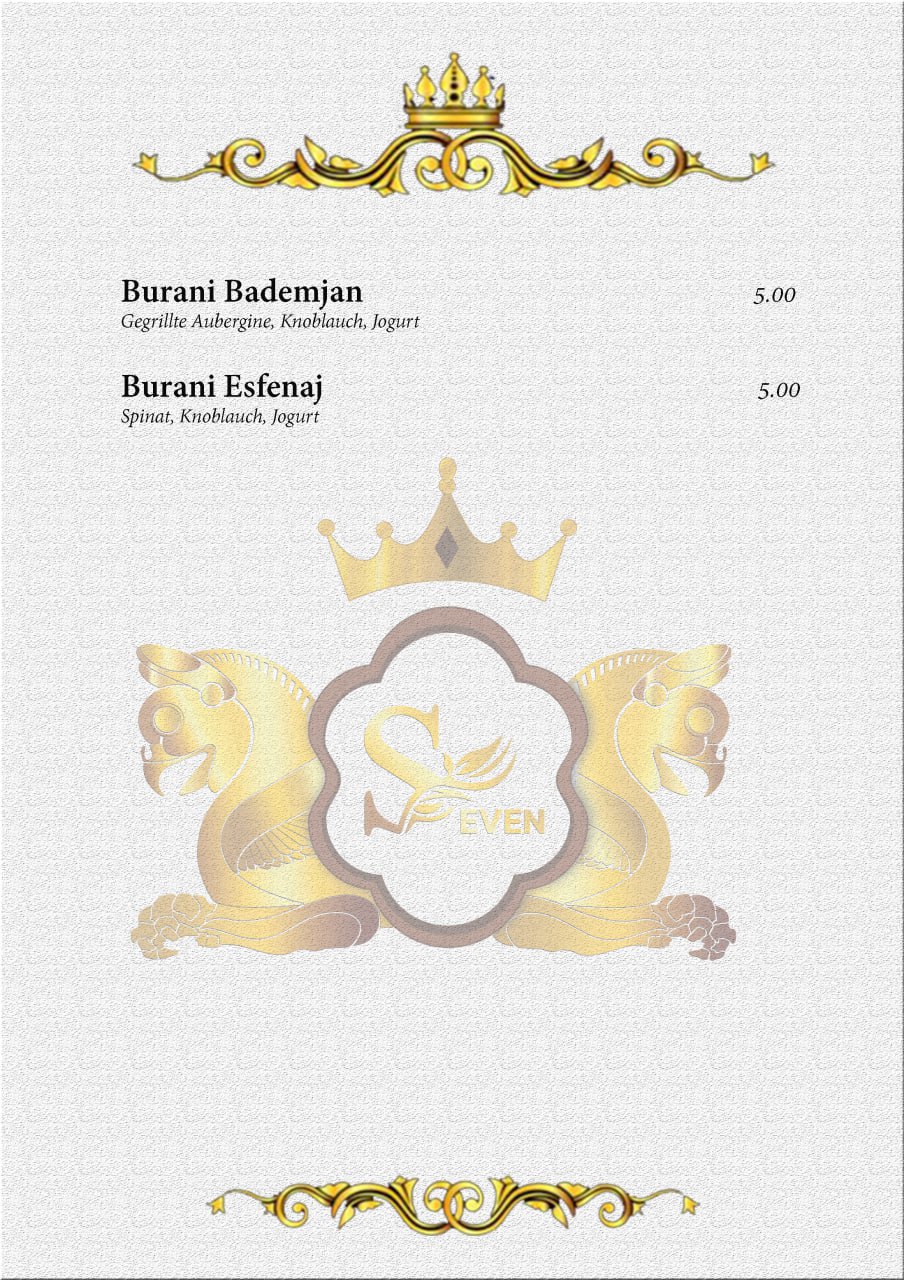 Burani Bademjan 5.00
Gegrillte Aubergine, Knoblauch, Jogurt
Burani Esfenaj 5.00
Spinat, Knoblauch, Jogurt
SEVEN